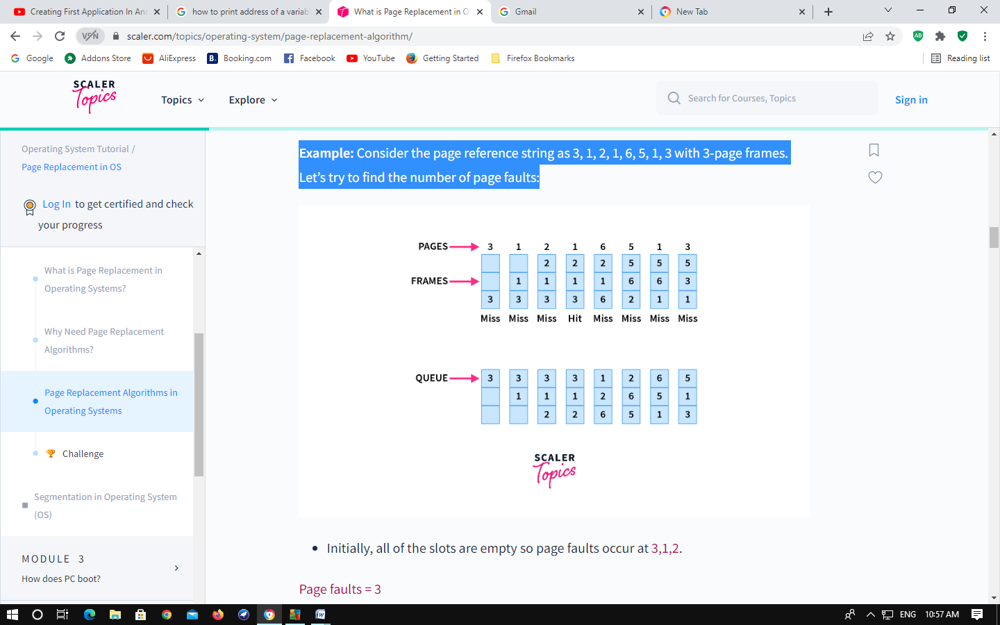 Creating First Application In An
how to print address of a variab
What is Page Replacement in O
Gmail
New Tab
VPN
scaler.com/topics/operating-system/page-replacement-algorithm/
AB
Google
Addons Store
AliExpress
B.
Booking.com
Facebook
YouTube
Getting Started
Firefox Bookmarks
Reading list
SCALER
Topics
Topics
Explore
Search for Courses, Topics
Sign in
Operating System Tutorial /
Page Replacement in OS
Log In to get certified and check
your progress
What is Page Replacement in
Operating Systems?
Why Need Page Replacement
Algorithms?
Page Replacement Algorithms in
Operating Systems
Challenge
Segmentation in Operating System
(OS)
MODULE 3
How does PC boot?
Example: Consider the page reference string as 3, 1, 2, 1, 6, 5, 1, 3 with 3-page frames.
Let's try to find the number of page faults:
PAGES 3 1 2 1 6 5 1 3
2 2 2 5 5 5
FRAMES 1 1 1 1 6 6 3
3 3 3 3 6 2 1 1
Miss Miss Miss Hit Miss Miss Miss Miss
QUEUE 3 3 3 3 1 2 6 5
1 1 1 2 6 5 1
2 2 6 5 1 3
SCALER
Topics
Initially, all of the slots are empty so page faults occur at 3,1,2.
Page faults = 3
W
ENG
10:57 AM